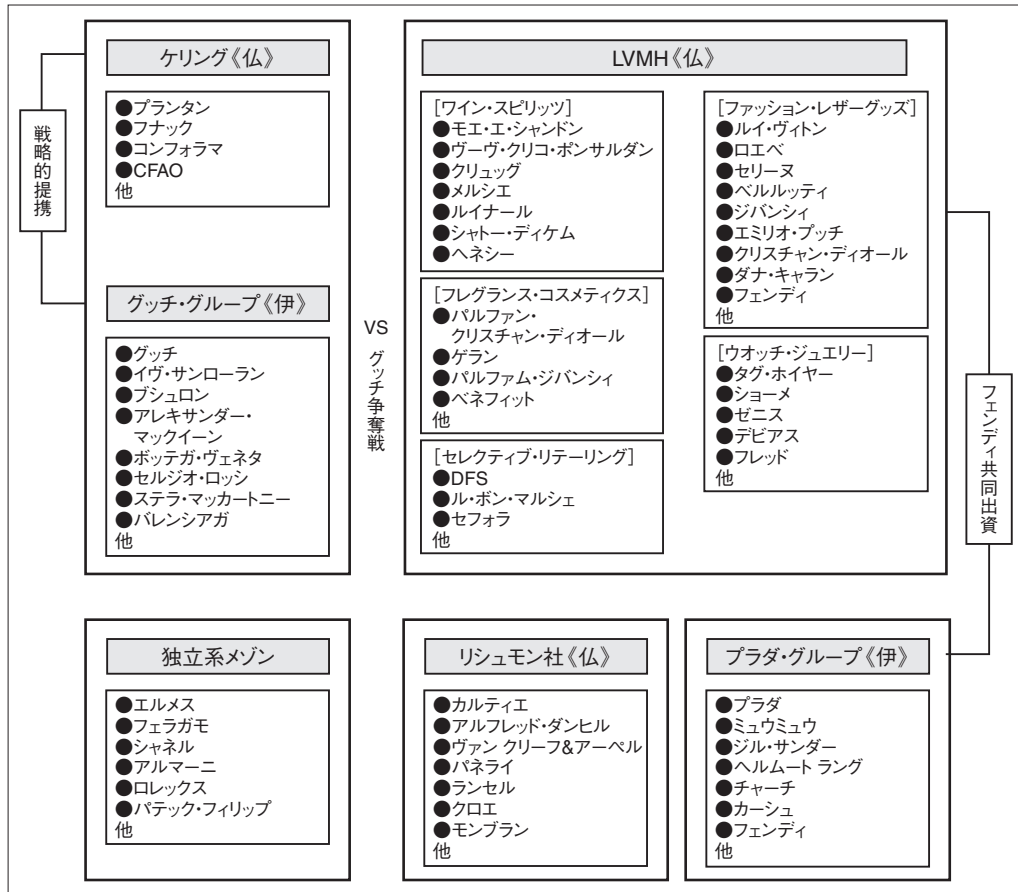 ケリング《仏》
●プランタン
●フナック
●コンフォラマ
●CFAO
他
戦略的提携
グッチ・グループ《伊》
●グッチ
●イヴ・サンローラン
●ブシュロン
●アレキサンダー・
マックイーン
●ボッテガ・ヴェネタ
●セルジオ・ロッシ
●ステラ・マッカートニー
●バレンシアガ
他
VS
グッチ争奪戦
LVMH《仏》
[ワイン・スピリッツ]
●モエ・エ・シャンドン
●ヴーヴ・クリコ・ポンサルダン
●クリュッグ
●メルシエ
●ルイナール
●シャトー・ディケム
●ヘネシー
[フレグランス・コスメティクス]
●パルファン・
クリスチャン・ディオール
●ゲラン
●パルファム・ジバンシィ
●ベネフィット
他
[セレクティブ・リテーリング]
●DFS
●ル・ボン・マルシェ
●セフォラ
他
[ファッション・レザーグッズ]
●ルイ・ヴィトン
●ロエベ
●セリーヌ
●ベルルッティ
●ジバンシィ
●エミリオ・プッチ
●クリスチャン・ディオール
●ダナ・キャラン
●フェンディ
他
[ウオッチ・ジュエリー]
●タグ・ホイヤー
●ショーメ
●ゼニス
●デビアス
●フレッド
他
フェンディ共同出資
独立系メゾン
●エルメス
●フェラガモ
●シャネル
●アルマーニ
●ロレックス
●パテック・フィリップ
他
リシュモン社《仏》
●カルティエ
●アルフレッド・ダンヒル
●ヴァン クリーフ&アーペル
●パネライ
●ランセル
●クロエ
●モンブラン
他
プラダ・グループ《伊》
●プラダ
●ミュウミュウ
●ジル・サンダー
●ヘルムート ラング
●チャーチ
●カーシュ
●フェンディ
他